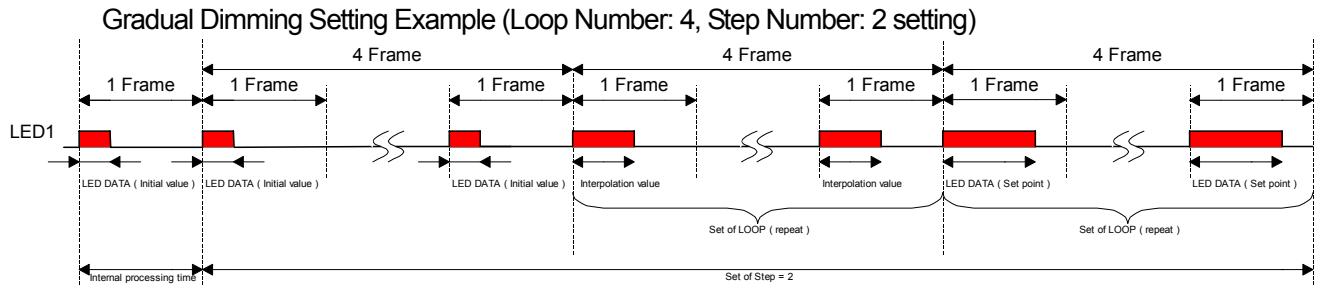 Gradual Dimming Setting Example (Loop Number: 4, Step Number: 2 setting)
4 Frame 4 Frame 4 Frame
1 Frame 1 Frame 1 Frame 1 Frame 1 Frame 1 Frame 1 Frame
LED1
LED DATA ( Initial value ) LED DATA ( Initial value ) LED DATA ( Initial value ) Interpolation value Interpolation value LED DATA ( Set point ) LED DATA ( Set point )
Set of LOOP ( repeat ) Set of LOOP ( repeat )
Internal processing time Set of Step = 2